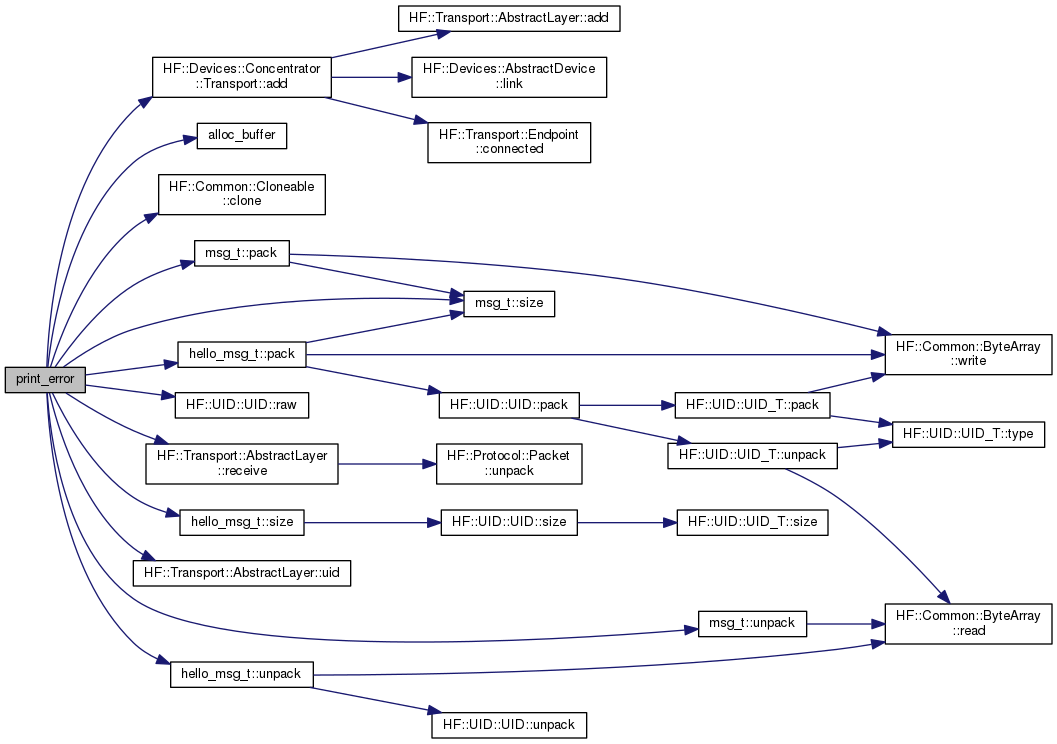 HF::Transport::AbstractLayer::add
HF::Devices::Concentrator
::Transport::add
HF::Devices::AbstractDevice
::link
alloc_buffer
HF::Transport::Endpoint
::connected
HF::Common::Cloneable
::clone
msg_t::pack
msg_t::size
hello_msg_t::pack
HF::Common::ByteArray
::write
print_error
HF::UID::UID::raw
HF::UID::UID::pack
HF::UID::UID_T::pack
HF::UID::UID_T::type
HF::Transport::AbstractLayer
::receive
HF::Protocol::Packet
::unpack
HF::UID::UID_T::unpack
hello_msg_t::size
HF::UID::UID::size
HF::UID::UID_T::size
HF::Transport::AbstractLayer::uid
msg_t::unpack
HF::Common::ByteArray
::read
hello_msg_t::unpack
HF::UID::UID::unpack